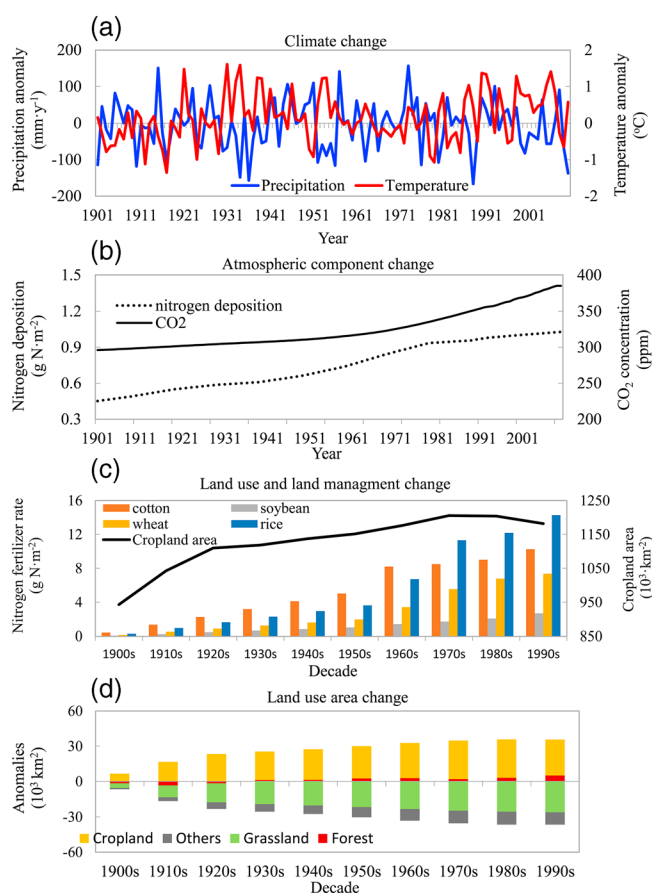 (a)
Climate change
Precipitation anomaly
(mm·y-1)
200
100
0
-100
-200
2
1
0
-1
-2
Temperature anomaly
(oC)
Precipitation
Temperature
1901 1911 1921 1931 1941 1951 1961 1971 1981 1991 2001
Year
(b)
Atmospheric component change
Nitrogen deposition
(g N·m-2)
1.5
1.2
0.9
0.6
0.3
400
350
300
250
200
CO2 concentration
(ppm)
nitrogen deposition
CO2
1901 1911 1921 1931 1941 1951 1961 1971 1981 1991 2001
Year
(c)
Land use and land managment change
Nitrogen fertilizer rate
(g N·m-2)
16
12
8
4
0
1250
1150
1050
950
850
Cropland area
(10³·km²)
cotton soybean
wheat rice
Cropland area
1900s 1910s 1920s 1930s 1940s 1950s 1960s 1970s 1980s 1990s
Decade
(d)
Land use area change
Anomalies
(10³ km²)
60
30
0
-30
-60
Cropland Others Grassland Forest
1900s 1910s 1920s 1930s 1940s 1950s 1960s 1970s 1980s 1990s
Decade